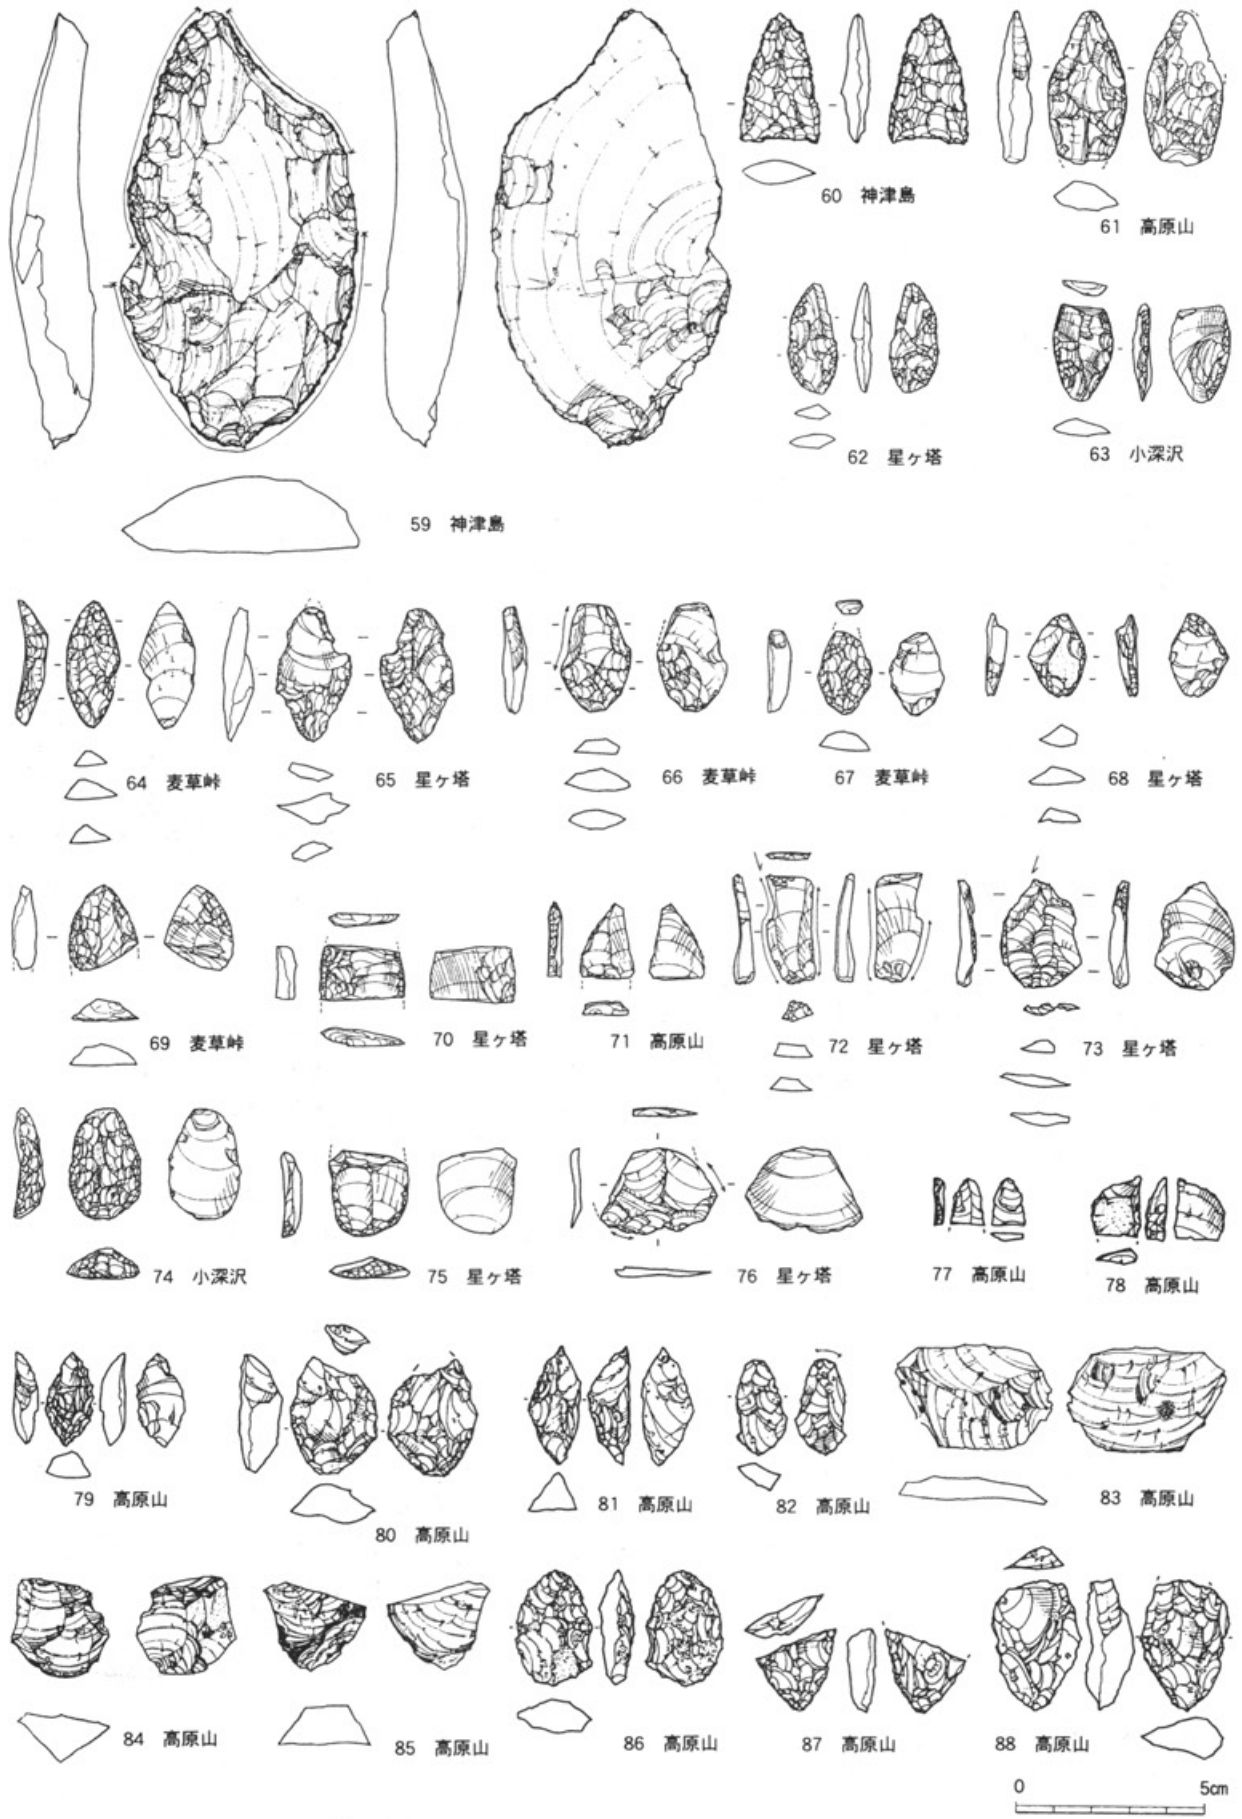 60 神津島
61 高原山
62 星ヶ塔
63 小深沢
59 神津島
64 麦草峠
65 星ヶ塔
66 麦草峠
67 麦草峠
68 星ヶ塔
69 麦草峠
70 星ヶ塔
71 高原山
72 星ヶ塔
73 星ヶ塔
74 小深沢
75 星ヶ塔
76 星ヶ塔
77 高原山
78 高原山
79 高原山
80 高原山
81 高原山
82 高原山
83 高原山
84 高原山
85 高原山
86 高原山
87 高原山
88 高原山
0 5cm